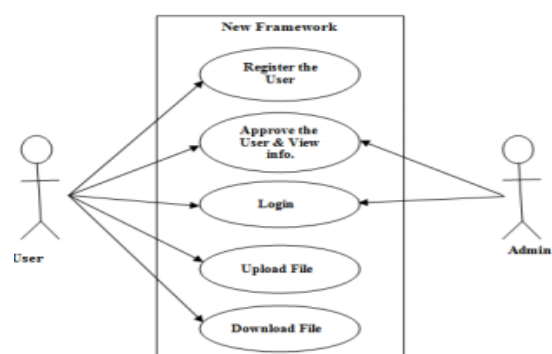 New Framework
Register the
User
Approve the
User & View
info.
Login
Upload File
Download File
User
Admin